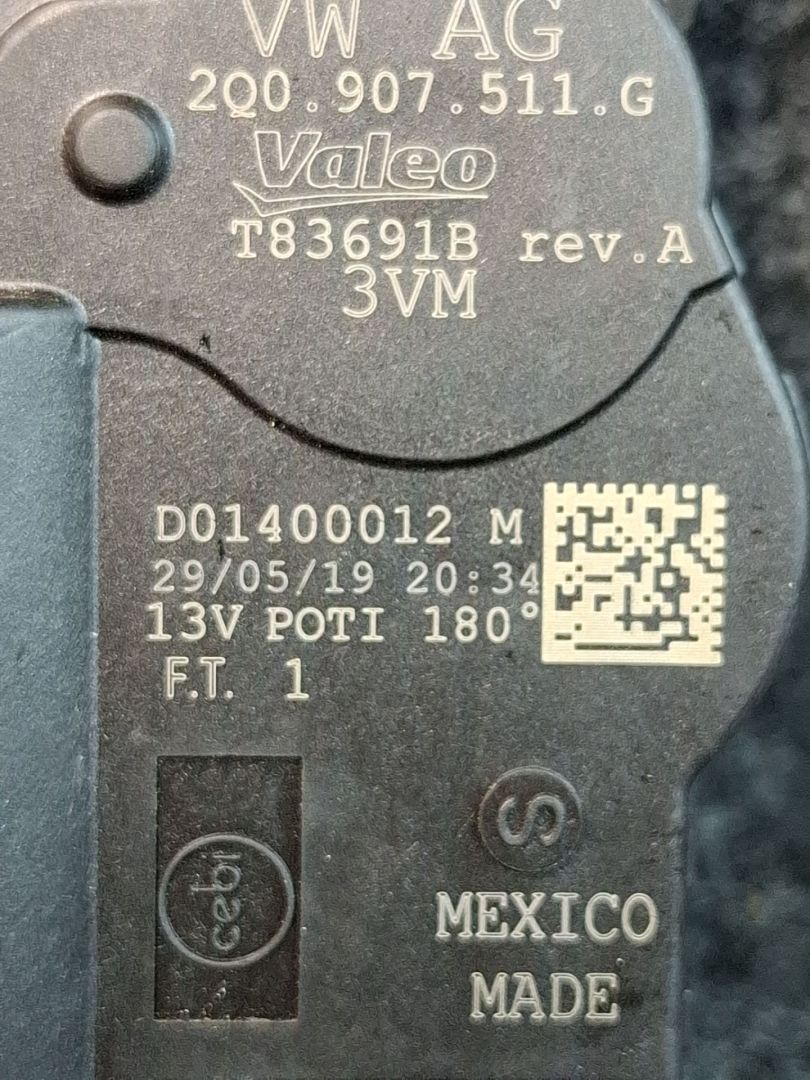 VW AG
2Q0.907.511.G
Valeo
T83691B rev.A
3VM
D01400012 M
29/05/19 20:34
13V POTI 180°
F.T. 1
S
cebi
MEXICO
MADE